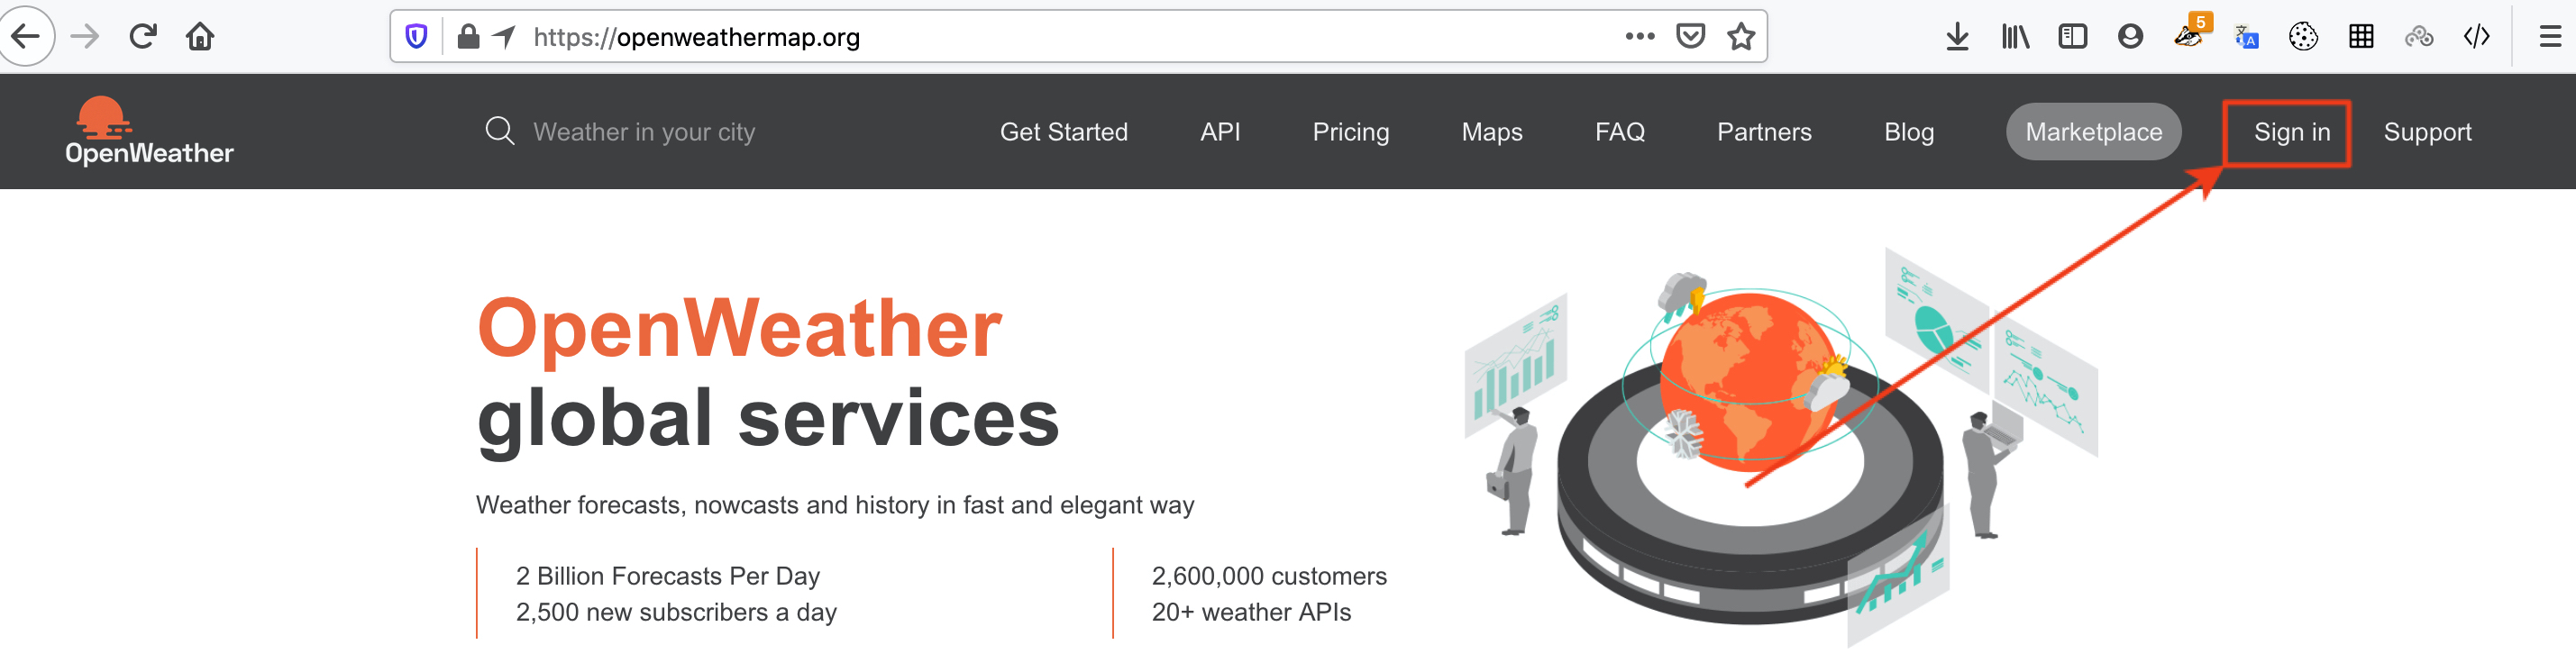 https://openweathermap.org
5
OpenWeather
Weather in your city
Get Started
API
Pricing
Maps
FAQ
Partners
Blog
Marketplace
Sign in
Support
OpenWeather
global services
Weather forecasts, nowcasts and history in fast and elegant way
2 Billion Forecasts Per Day
2,500 new subscribers a day
2,600,000 customers
20+ weather APIs